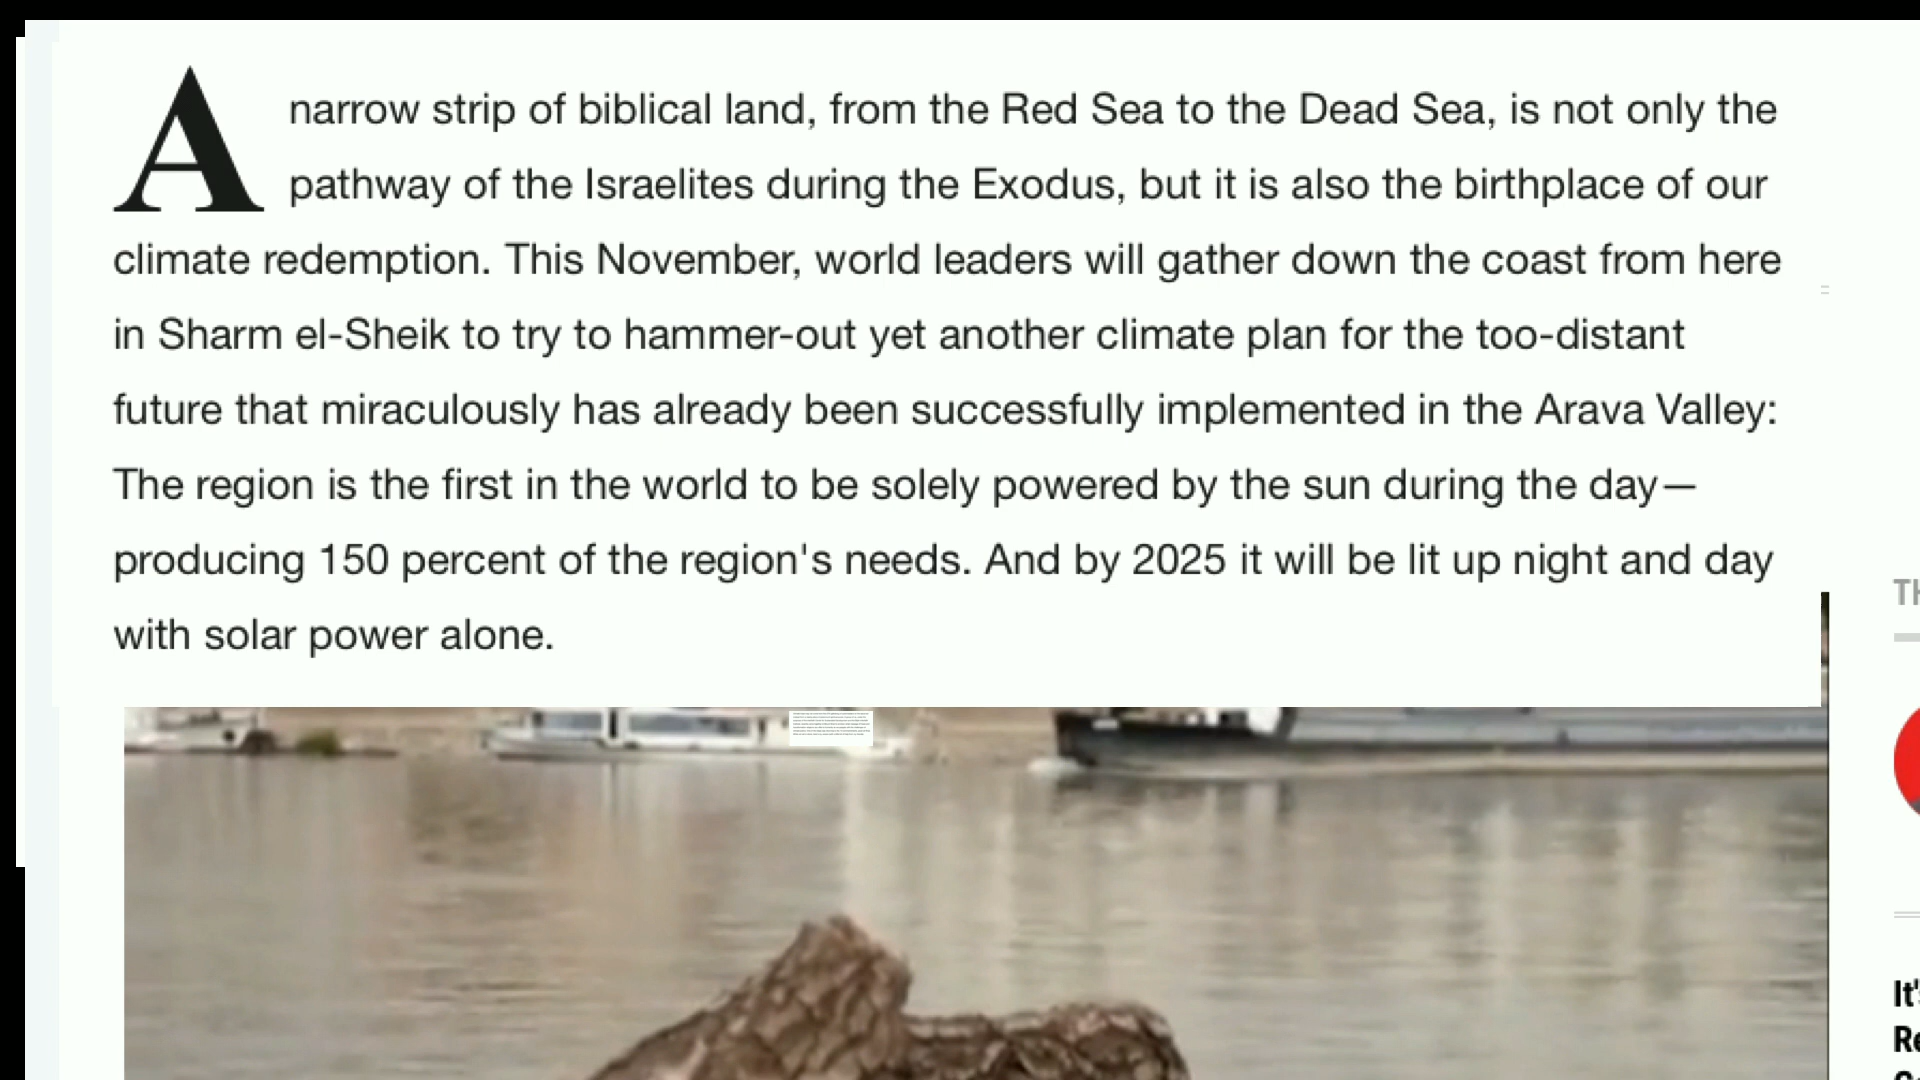 A narrow strip of biblical land, from the Red Sea to the Dead Sea, is not only the
pathway of the Israelites during the Exodus, but it is also the birthplace of our
climate redemption. This November, world leaders will gather down the coast from here
in Sharm el-Sheik to try to hammer-out yet another climate plan for the too-distant
future that miraculously has already been successfully implemented in the Arava Valley:
The region is the first in the world to be solely powered by the sun during the day—
producing 150 percent of the region's needs. And by 2025 it will be lit up night and day
with solar power alone.